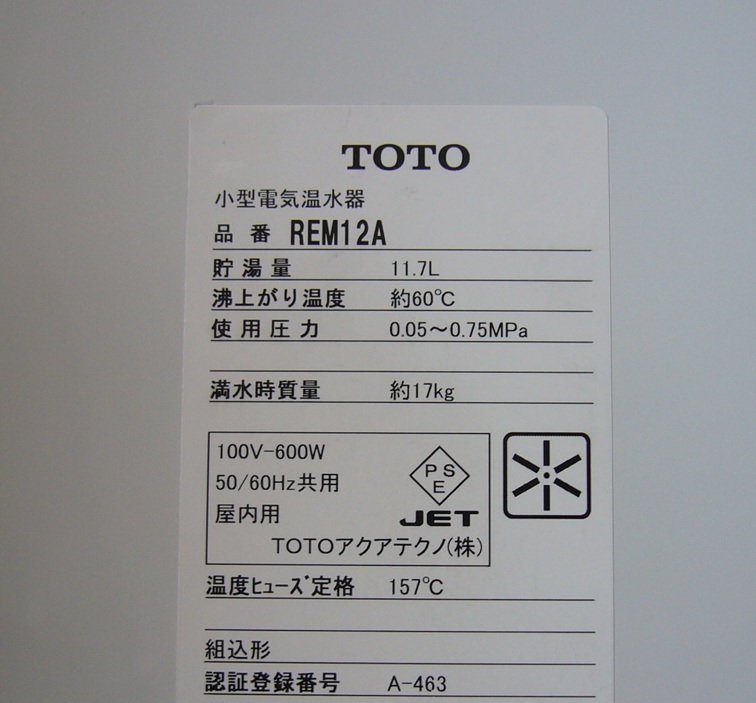 TOTO
小型電気温水器
品番 REM12A
貯湯量 11.7L
沸上がり温度 約60℃
使用圧力 0.05～0.75MPa
満水時質量 約17kg
100V-600W
50/60Hz共用
屋内用
PSE
JET
TOTOアクアテクノ(株)
温度ﾋｭｰｽﾞ定格 157℃
組込形
認証登録番号 A-463